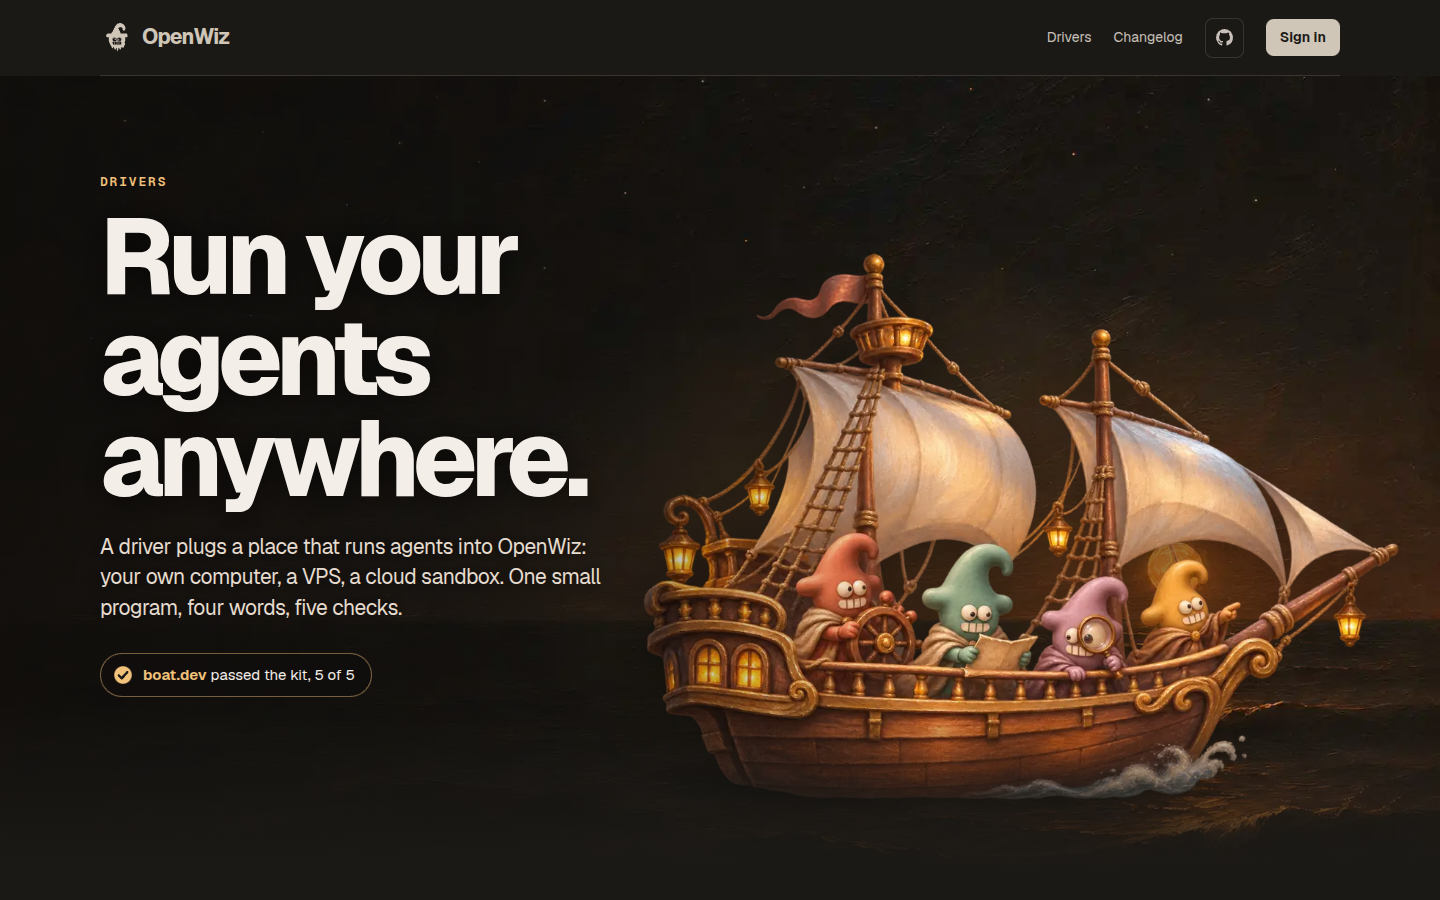 OpenWiz
Drivers
Changelog
Sign in
DRIVERS
Run your
agents
anywhere.
A driver plugs a place that runs agents into OpenWiz:
your own computer, a VPS, a cloud sandbox. One small
program, four words, five checks.
boat.dev passed the kit, 5 of 5